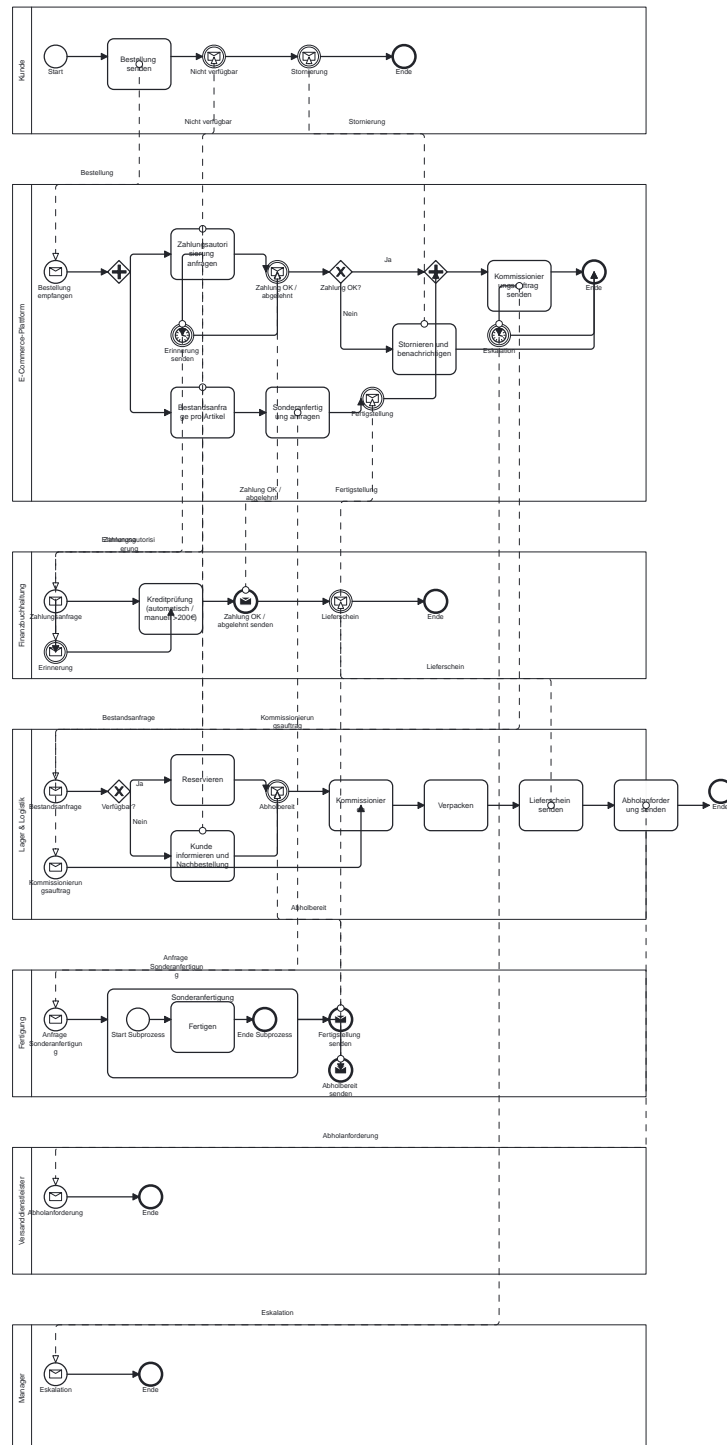 Kunde
Start
Bestellung
senden
Nicht verfügbar
Stornierung
Ende
Nicht verfügbar
Stornierung
Bestellung
E-Commerce-Plattform
Bestellung
empfangen
Zahlungsautori
sierung
anfragen
Zahlung OK /
abgelehnt
Zahlung OK?
Ja
Nein
Kommissionier
ungsauftrag
senden
Ende
Erinnerung
senden
Stornieren und
benachrichtigen
Eskalation
Bestandsanfra
ge pro Artikel
Sonderanfertig
ung anfragen
Fertigstellung
Zahlung OK /
abgelehnt
Fertigstellung
Zahlungsautorisi
erung
Finanzbuchhaltung
Zahlungsanfrage
Kreditprüfung
(automatisch /
manuell >200€)
Zahlung OK /
abgelehnt senden
Lieferschein
Ende
Erinnerung
Lieferschein
Bestandsanfrage
Kommissionierun
gsauftrag
Lager & Logistik
Bestandsanfrage
Verfügbar?
Ja
Nein
Reservieren
Abholbereit
Kommissionier
Verpacken
Lieferschein
senden
Abholanforder
ung senden
Ende
Kunde
informieren und
Nachbestellung
Kommissionierun
gsauftrag
Abholbereit
Anfrage
Sonderanfertigun
g
Fertigung
Anfrage
Sonderanfertigun
g
Sonderanfertigung
Start Subprozess
Fertigen
Ende Subprozess
Fertigstellung
senden
Abholbereit
senden
Abholanforderung
Versanddienstleister
Abholanforderung
Ende
Eskalation
Manager
Eskalation
Ende